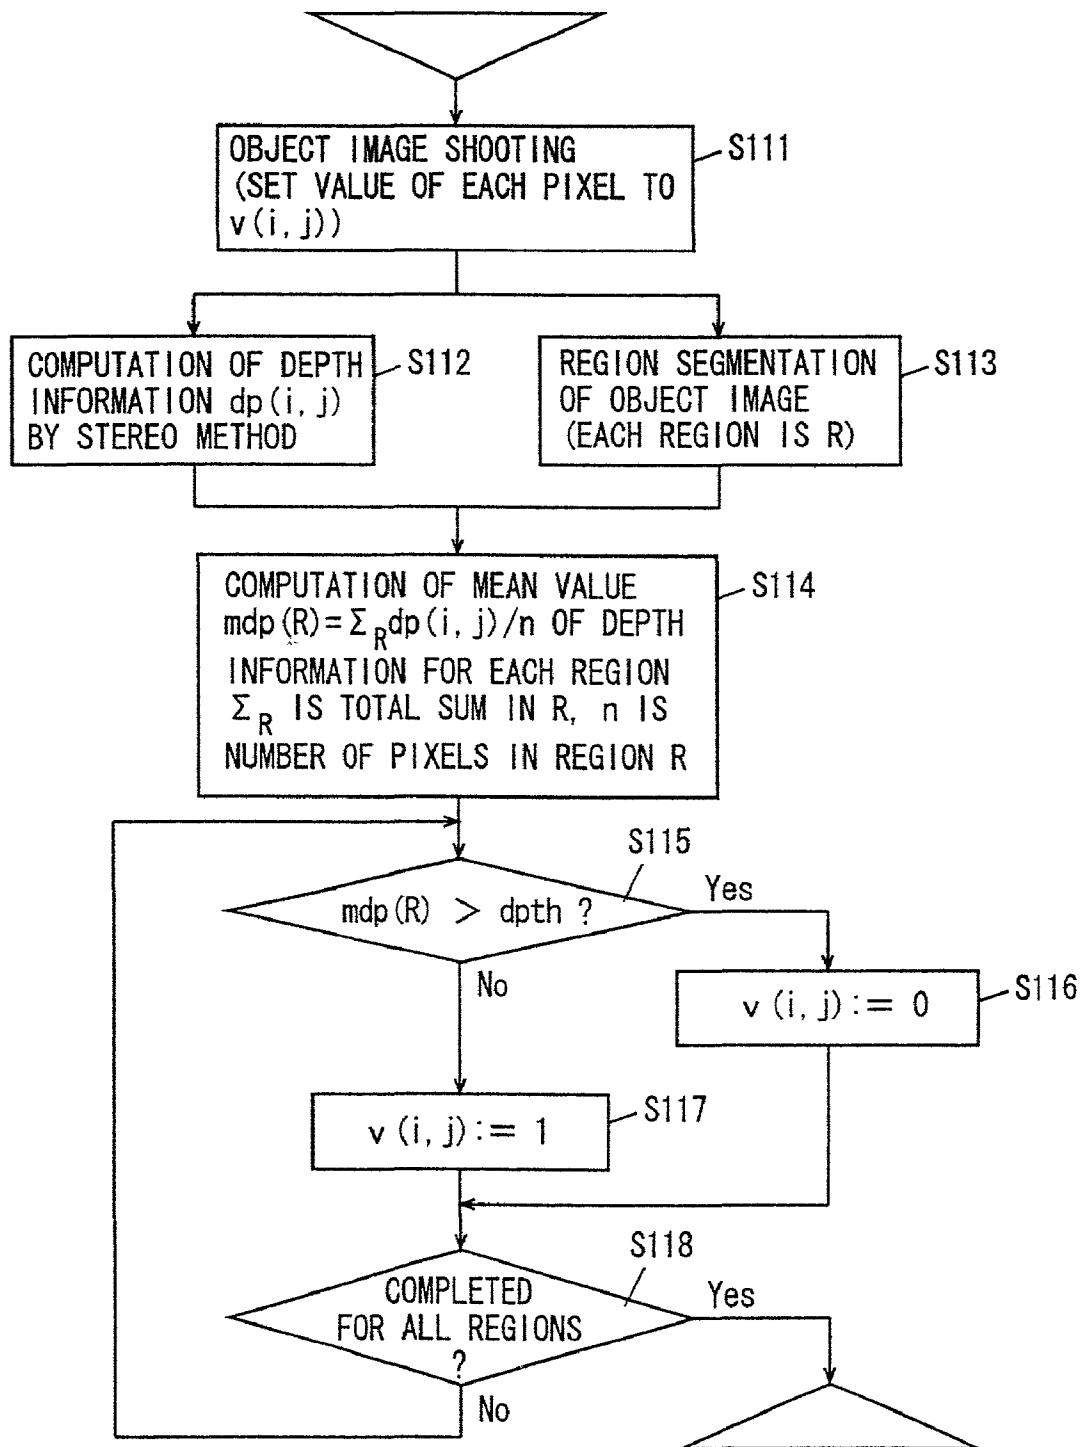 OBJECT IMAGE SHOOTING
(SET VALUE OF EACH PIXEL TO
v(i,j))
S111
COMPUTATION OF DEPTH
INFORMATION dp(i,j)
BY STEREO METHOD
S112
REGION SEGMENTATION
OF OBJECT IMAGE
(EACH REGION IS R)
S113
COMPUTATION OF MEAN VALUE
mdp(R)=Σ_R dp(i,j)/n OF DEPTH
INFORMATION FOR EACH REGION
Σ_R IS TOTAL SUM IN R, n IS
NUMBER OF PIXELS IN REGION R
S114
S115
mdp(R) > dpth ?
Yes
No
v(i,j):= 0
S116
v(i,j):= 1
S117
S118
COMPLETED
FOR ALL REGIONS
?
Yes
No